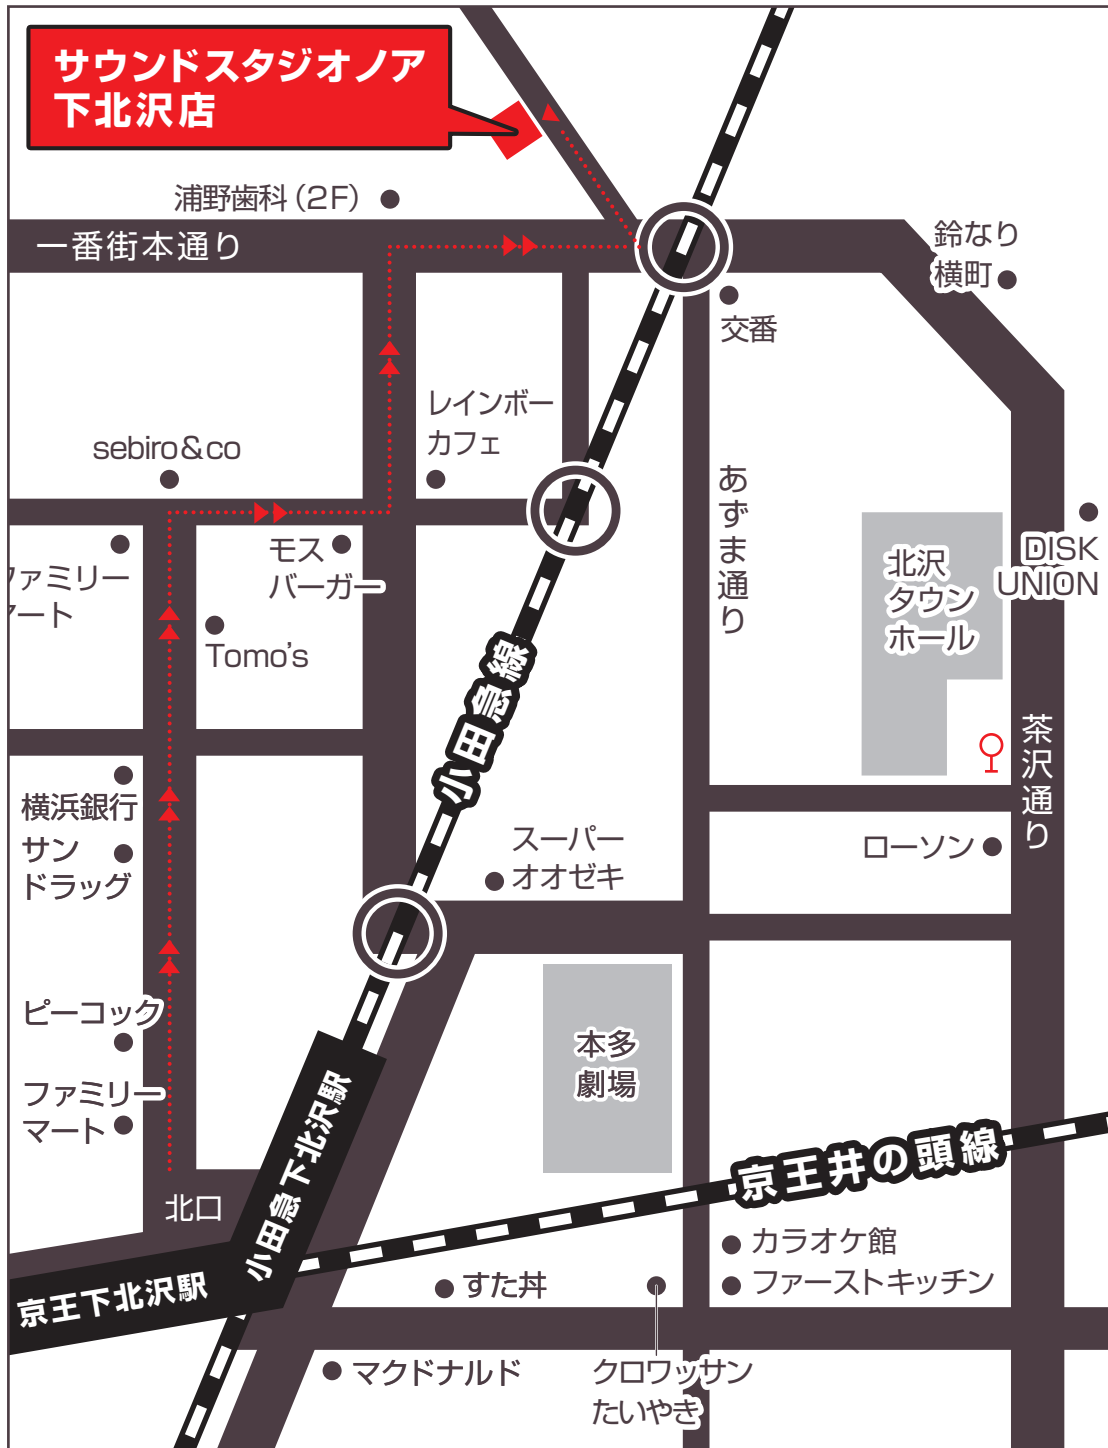 サウンドスタジオノア
下北沢店
浦野歯科（2F）
一番街本通り
鈴なり
横町
交番
レインボー
カフェ
sebiro&co
あずま通り
モス
バーガー
ァミリー
ート
Tomo's
DISK
UNION
北沢
タウン
ホール
小田急線
茶沢通り
横浜銀行
サン
ドラッグ
スーパー
オオゼキ
ローソン
ピーコック
ファミリー
マート
本多
劇場
小田急下北沢駅
京王井の頭線
北口
カラオケ館
ファーストキッチン
すた丼
京王下北沢駅
マクドナルド
クロワッサン
たいやき